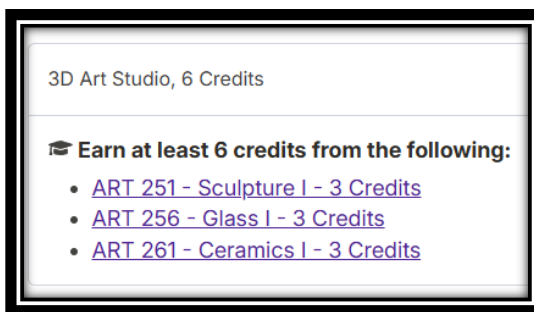 3D Art Studio, 6 Credits
Earn at least 6 credits from the following:
ART 251 - Sculpture I - 3 Credits
ART 256 - Glass I - 3 Credits
ART 261 - Ceramics I - 3 Credits